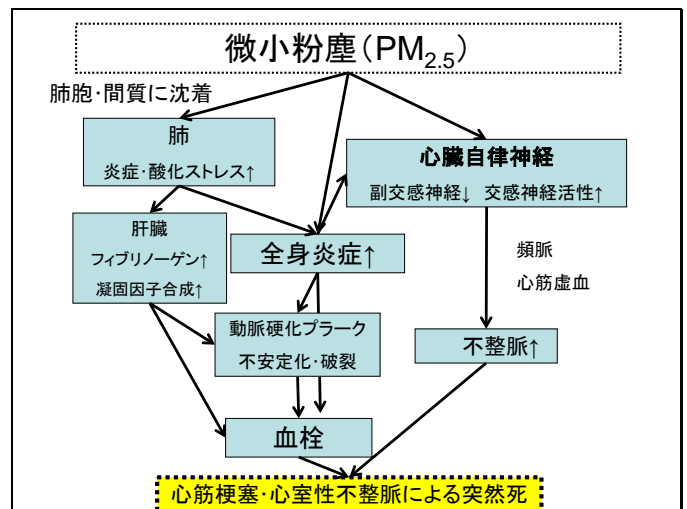 微小粉塵(PM2.5)
肺胞・間質に沈着
肺
炎症・酸化ストレス↑
心臓自律神経
副交感神経↓ 交感神経活性↑
肝臓
フィブリノーゲン↑
凝固因子合成↑
全身炎症↑
頻脈
心筋虚血
動脈硬化プラーク
不安定化・破裂
不整脈↑
血栓
心筋梗塞・心室性不整脈による突然死